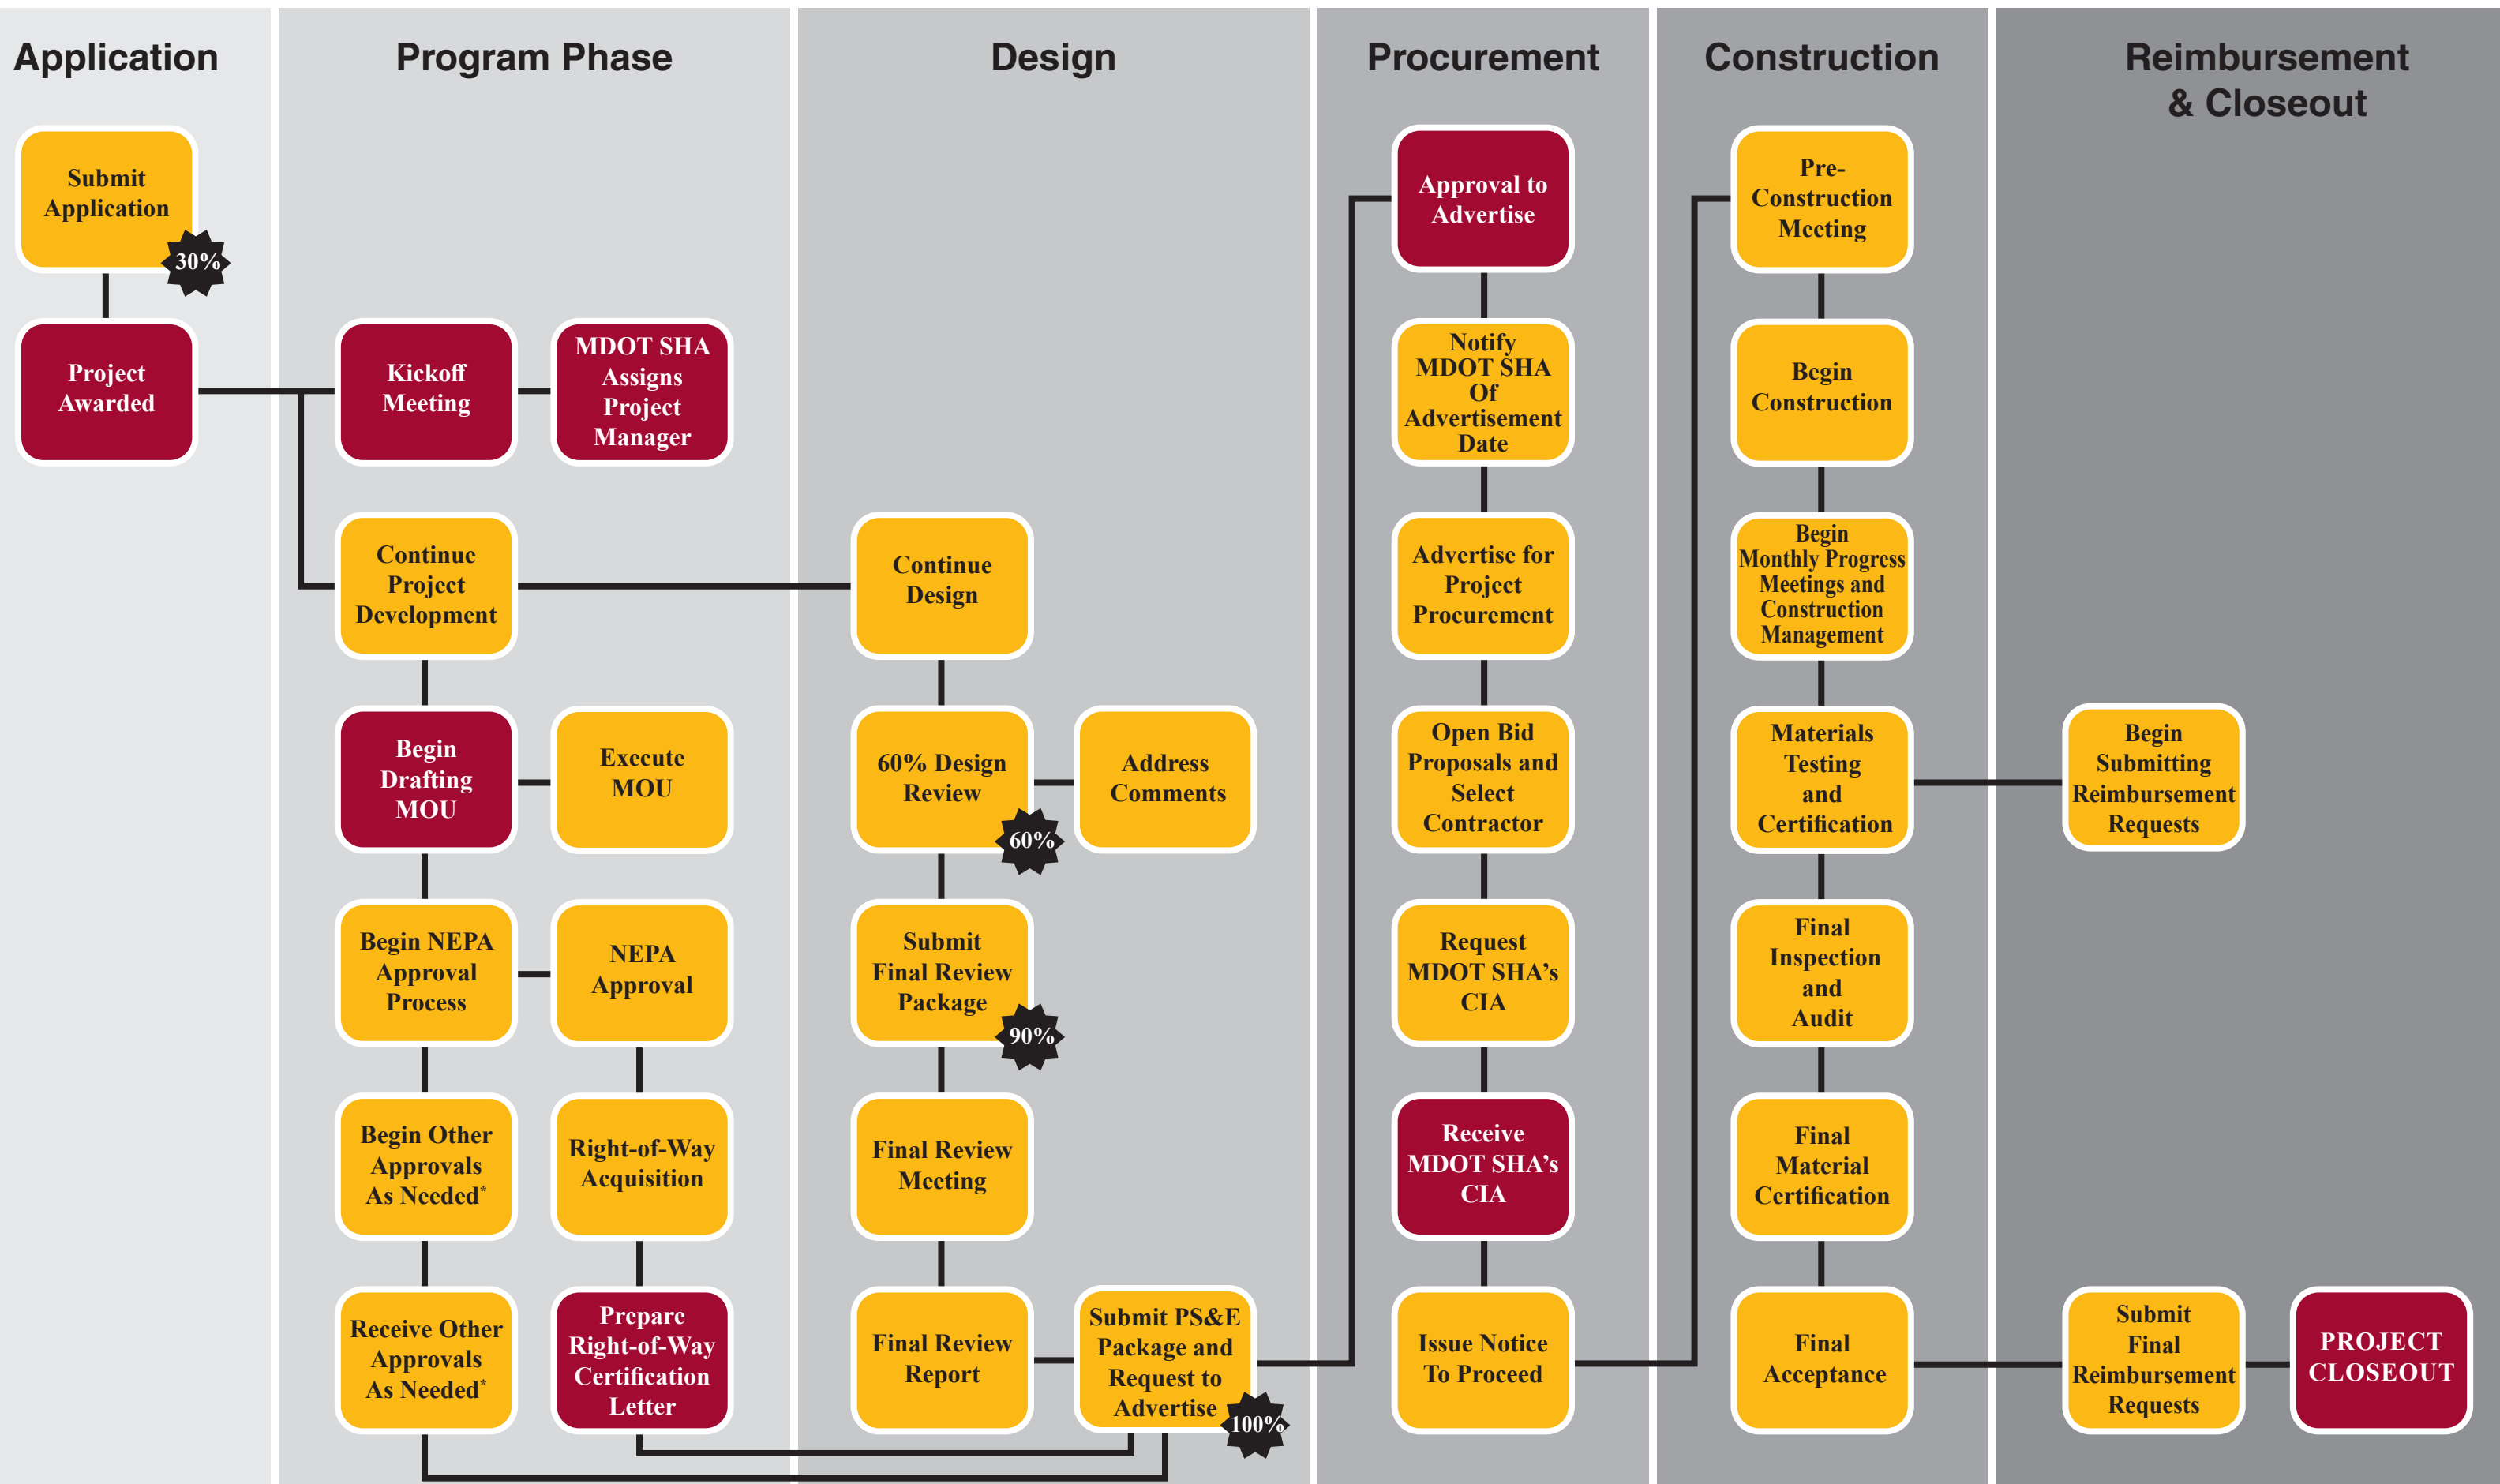 Application
Submit
Application
30%
Project
Awarded
Program Phase
Kickoff
Meeting
MDOT SHA
Assigns
Project
Manager
Continue
Project
Development
Begin
Drafting
MOU
Execute
MOU
Begin NEPA
Approval
Process
NEPA
Approval
Begin Other
Approvals
As Needed*
Right-of-Way
Acquisition
Receive Other
Approvals
As Needed*
Prepare
Right-of-Way
Certification
Letter
Design
Continue
Design
60% Design
Review
60%
Address
Comments
Submit
Final Review
Package
90%
Final Review
Meeting
Final Review
Report
Submit PS&E
Package and
Request to
Advertise
100%
Procurement
Approval to
Advertise
Notify
MDOT SHA
Of
Advertisement
Date
Advertise for
Project
Procurement
Open Bid
Proposals and
Select
Contractor
Request
MDOT SHA’s
CIA
Receive
MDOT SHA’s
CIA
Issue Notice
To Proceed
Construction
Pre-
Construction
Meeting
Begin
Construction
Begin
Monthly Progress
Meetings and
Construction
Management
Materials
Testing
and
Certification
Final
Inspection
and
Audit
Final
Material
Certification
Final
Acceptance
Reimbursement
& Closeout
Begin
Submitting
Reimbursement
Requests
Submit
Final
Reimbursement
Requests
PROJECT
CLOSEOUT